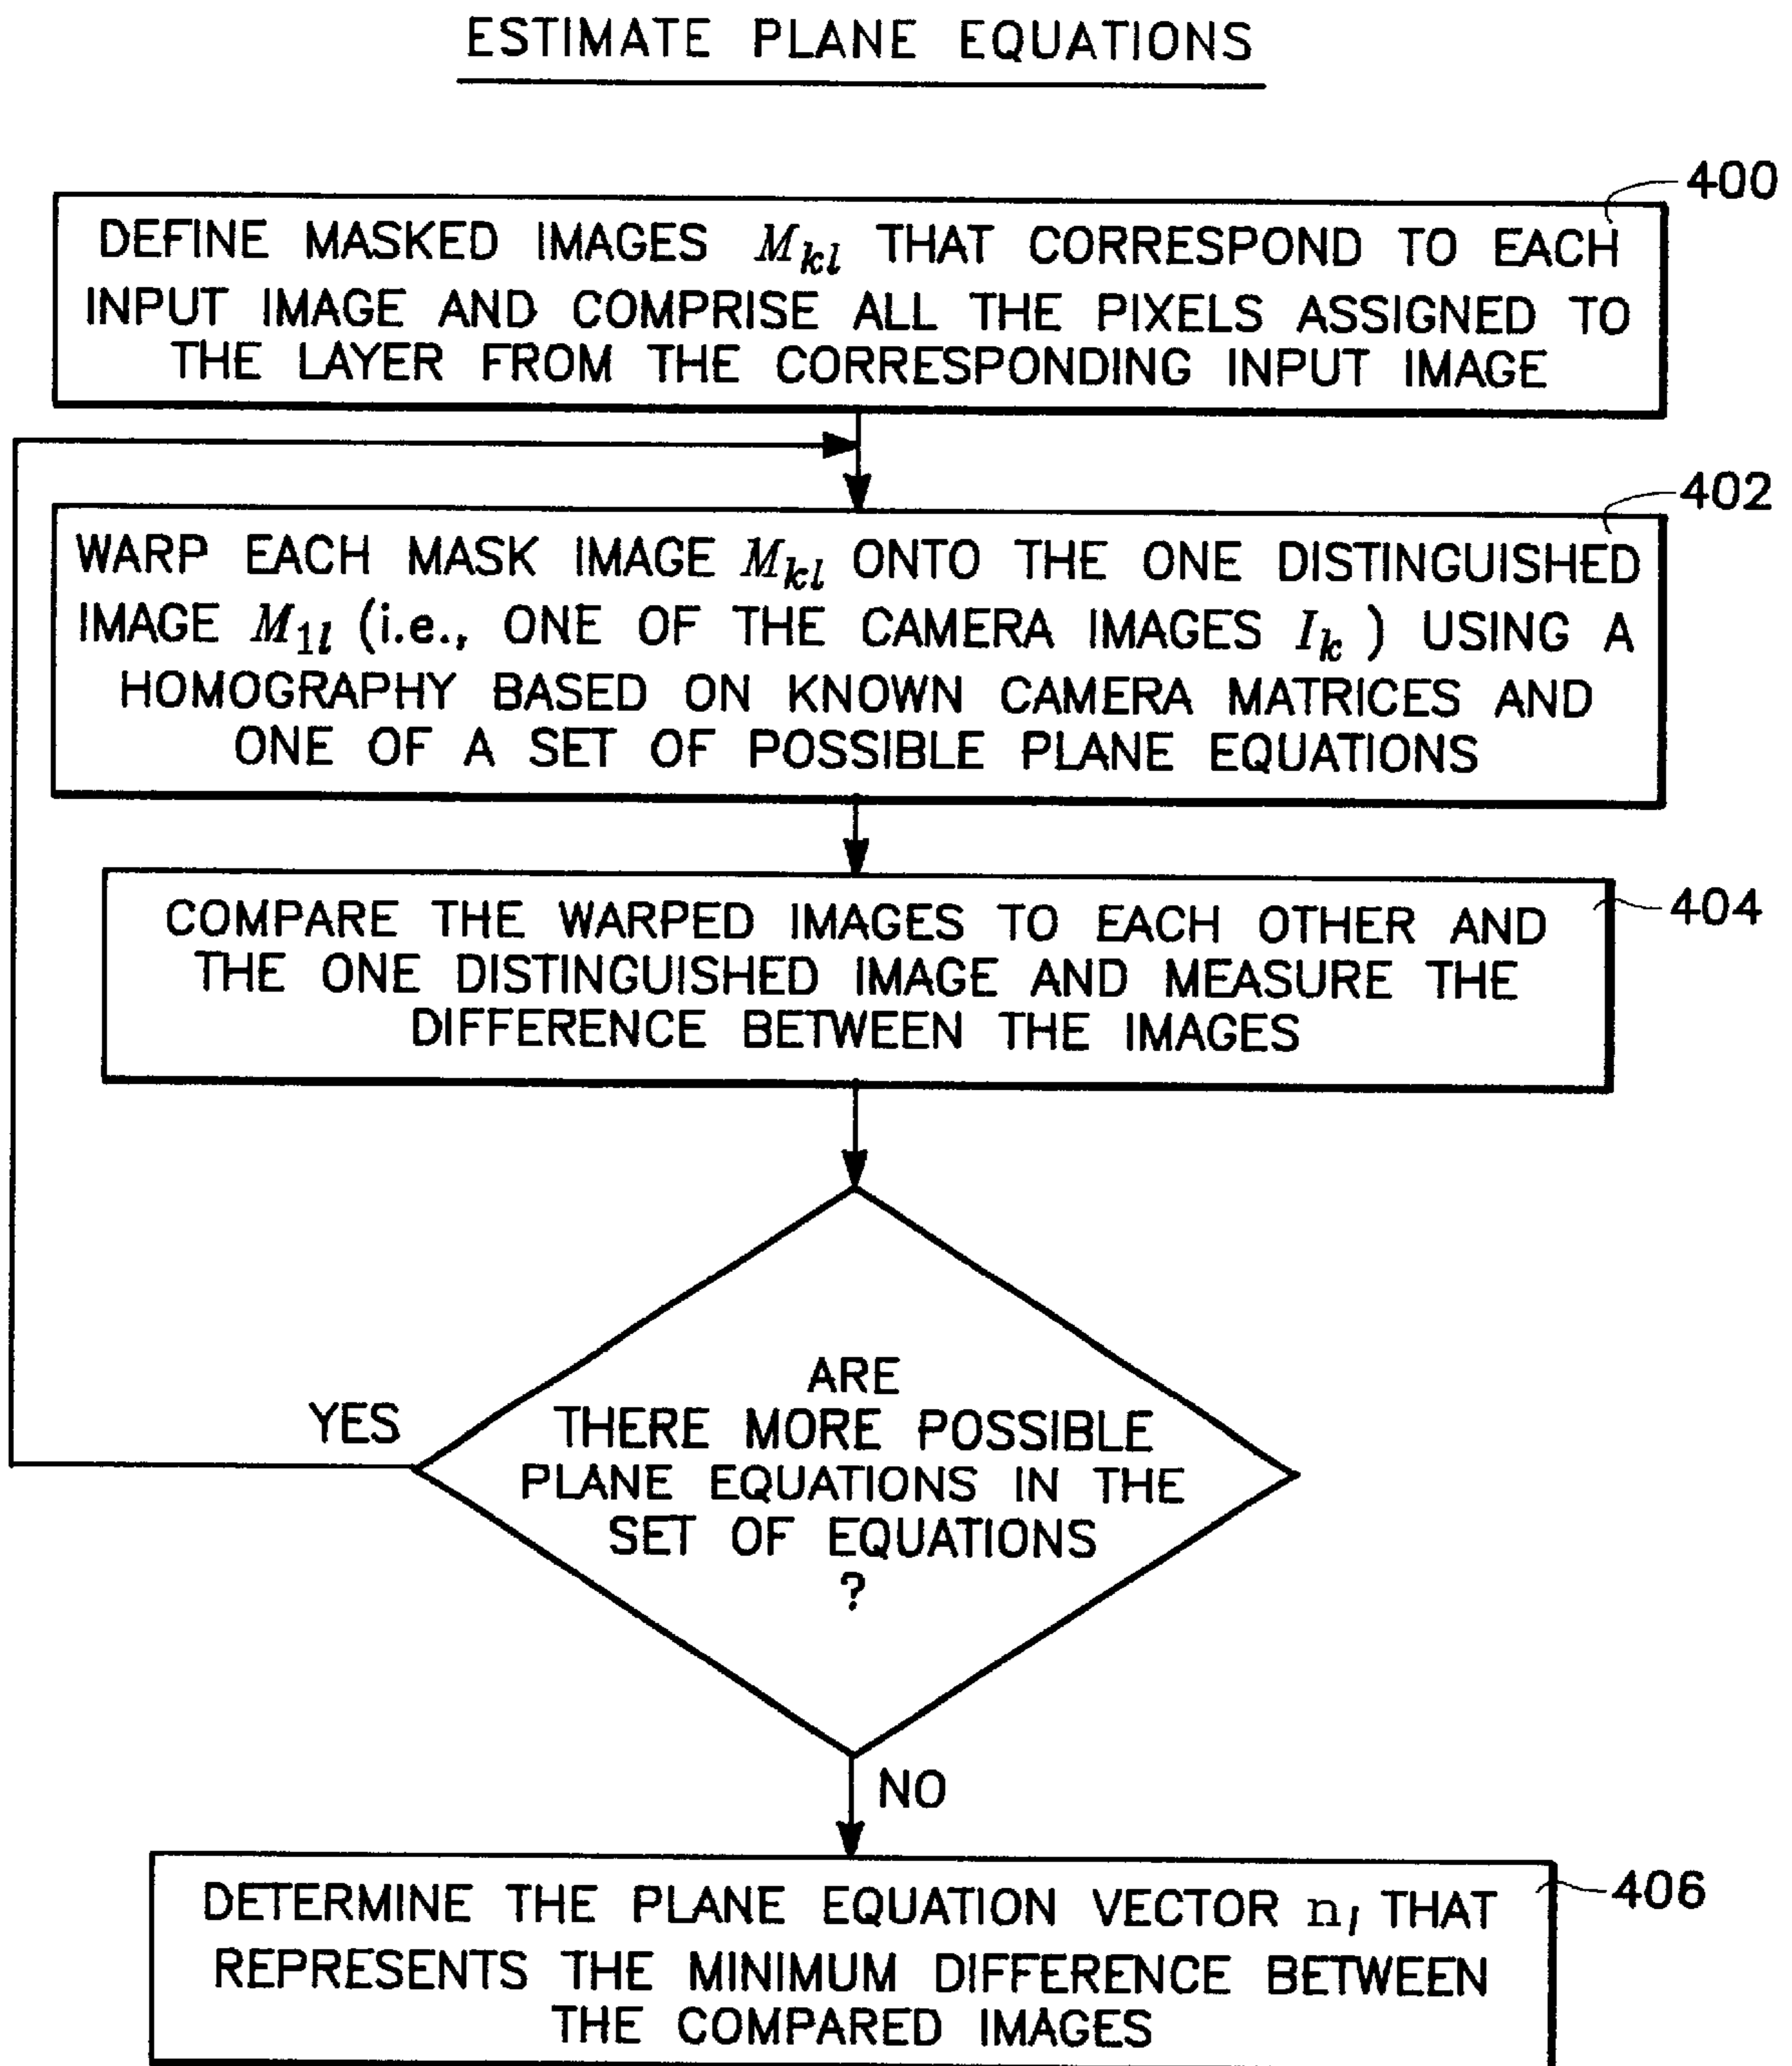 ESTIMATE PLANE EQUATIONS
400
DEFINE MASKED IMAGES Mkl THAT CORRESPOND TO EACH
INPUT IMAGE AND COMPRISE ALL THE PIXELS ASSIGNED TO
THE LAYER FROM THE CORRESPONDING INPUT IMAGE
402
WARP EACH MASK IMAGE Mkl ONTO THE ONE DISTINGUISHED
IMAGE M1l (i.e., ONE OF THE CAMERA IMAGES Ik ) USING A
HOMOGRAPHY BASED ON KNOWN CAMERA MATRICES AND
ONE OF A SET OF POSSIBLE PLANE EQUATIONS
404
COMPARE THE WARPED IMAGES TO EACH OTHER AND
THE ONE DISTINGUISHED IMAGE AND MEASURE THE
DIFFERENCE BETWEEN THE IMAGES
ARE
THERE MORE POSSIBLE
PLANE EQUATIONS IN THE
SET OF EQUATIONS
?
YES
NO
406
DETERMINE THE PLANE EQUATION VECTOR nl THAT
REPRESENTS THE MINIMUM DIFFERENCE BETWEEN
THE COMPARED IMAGES